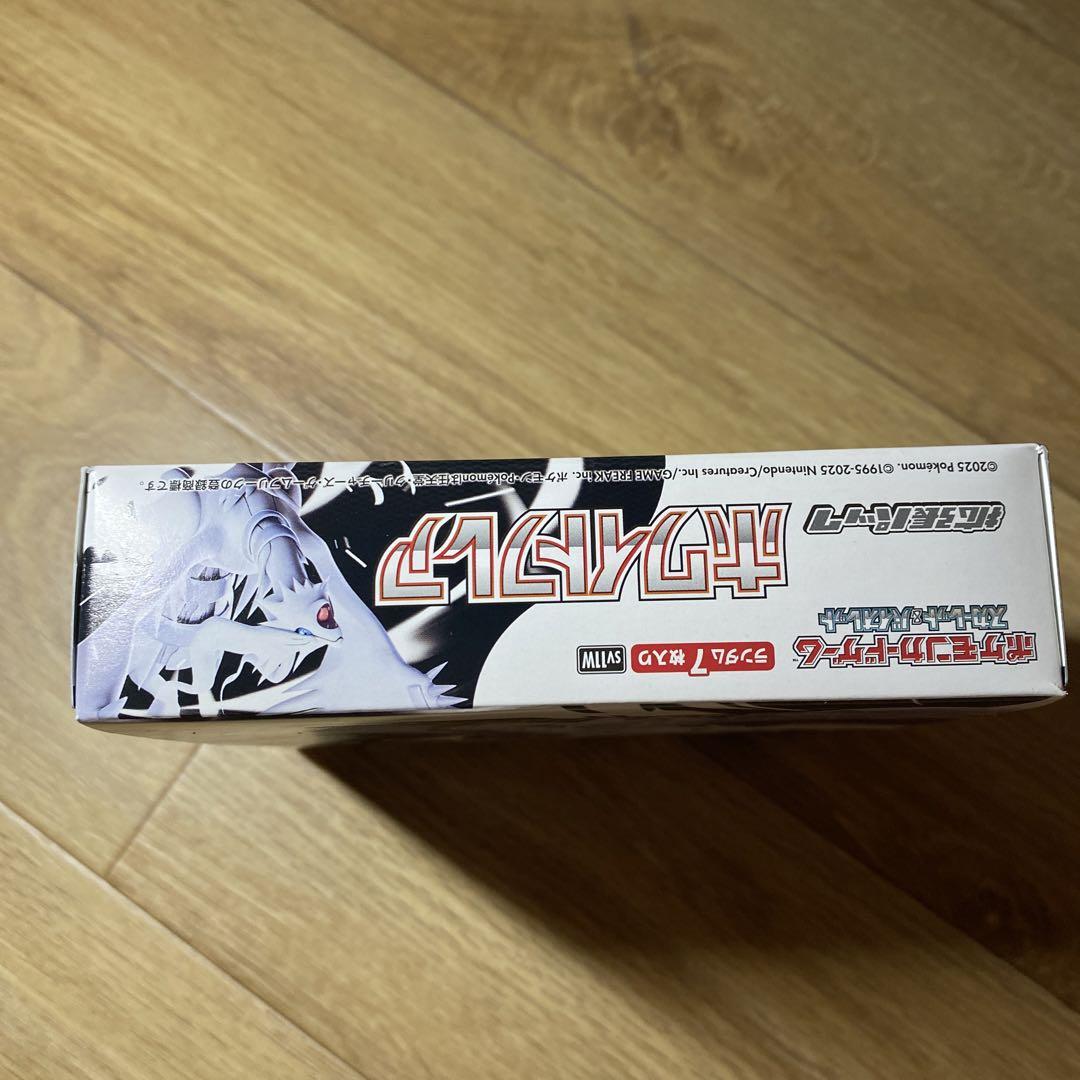 ポケモンカードゲーム™
スカーレット&バイオレット
ランダム7枚入り
SV11W
拡張パック
ホワイトフレア
©2025 Pokémon. ©1995-2025 Nintendo/Creatures Inc./GAME FREAK inc. ポケモン・Pokémonは任天堂・クリーチャーズ・ゲームフリークの登録商標です。